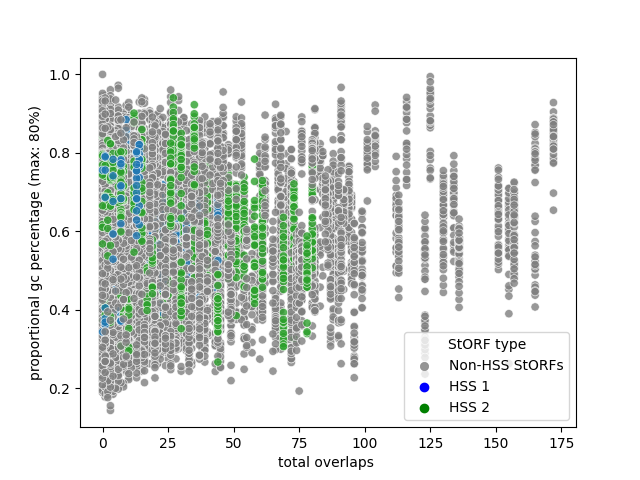 proportional gc percentage (max: 80%)
1.0
0.8
0.6
0.4
0.2
StORF type
Non-HSS StORFs
HSS 1
HSS 2
0 25 50 75 100 125 150 175
total overlaps